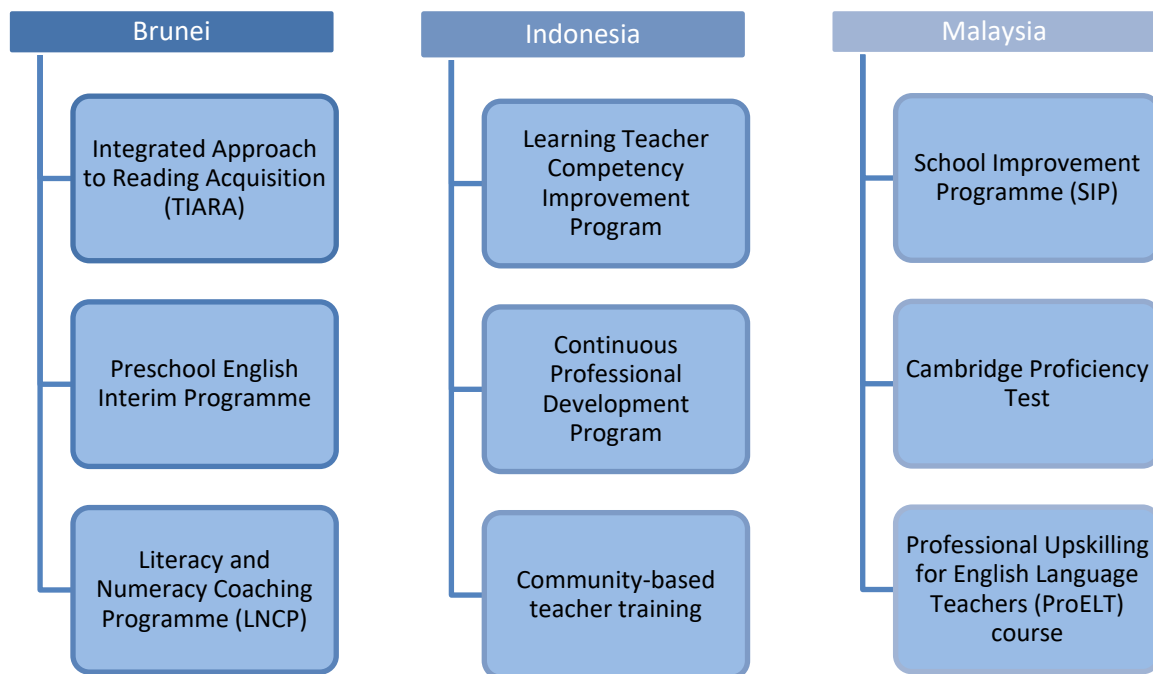 Brunei
Integrated Approach
to Reading Acquisition
(TIARA)
Preschool English
Interim Programme
Literacy and
Numeracy Coaching
Programme (LNCP)
Indonesia
Learning Teacher
Competency
Improvement
Program
Continuous
Professional
Development
Program
Community-based
teacher training
Malaysia
School Improvement
Programme (SIP)
Cambridge Proficiency
Test
Professional Upskilling
for English Language
Teachers (ProELT)
course